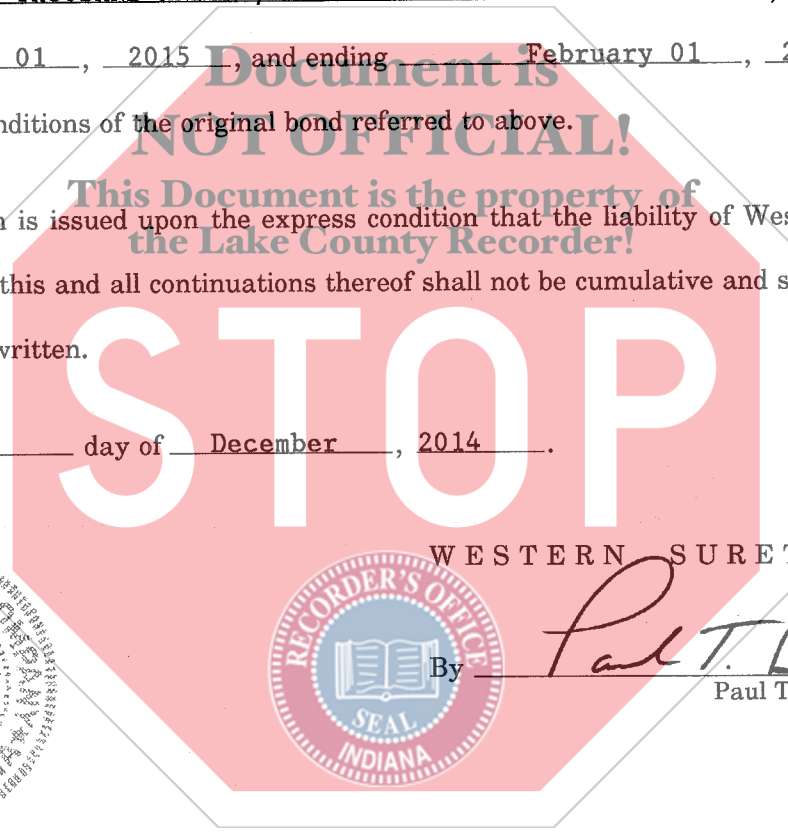 01 , 2015 , and ending February 01 ,
Document is
nditions of the original bond referred to above.
NOT OFFICIAL!
This Document is the property of
is issued upon the express condition that the liability of Wes
the Lake County Recorder!
this and all continuations thereof shall not be cumulative and s
written.
STOP
day of December , 2014 .
WESTERN SURET
RECORDER'S OFFICE
SEAL
INDIANA
By Paul T.
Paul T